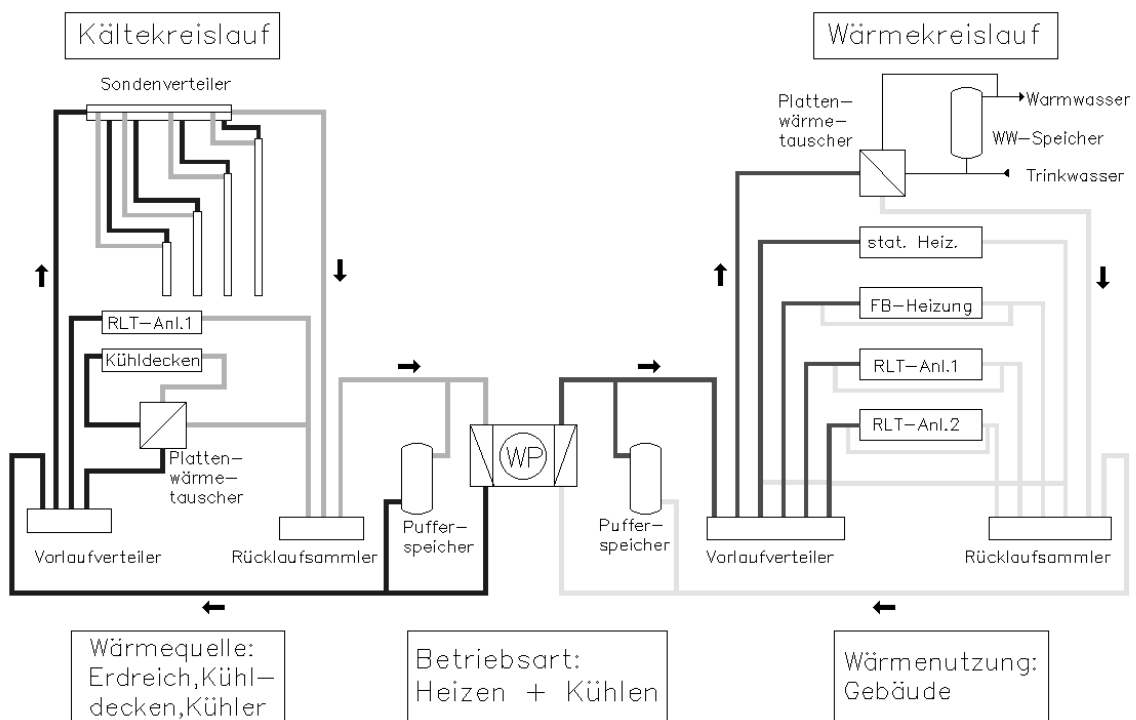 Kältekreislauf
Wärmekreislauf
Sondenverteiler
Platten-
wärme-
tauscher
Warmwasser
WW-Speicher
Trinkwasser
stat. Heiz.
FB-Heizung
RLT-Anl.1
RLT-Anl.2
RLT-Anl.1
Kühldecken
Platten-
wärme-
tauscher
WP
Vorlaufverteiler
Rücklaufsammler
Puffer-
speicher
Puffer-
speicher
Vorlaufverteiler
Rücklaufsammler
Wärmequelle:
Erdreich,Kühl-
decken,Kühler
Betriebsart:
Heizen + Kühlen
Wärmenutzung:
Gebäude